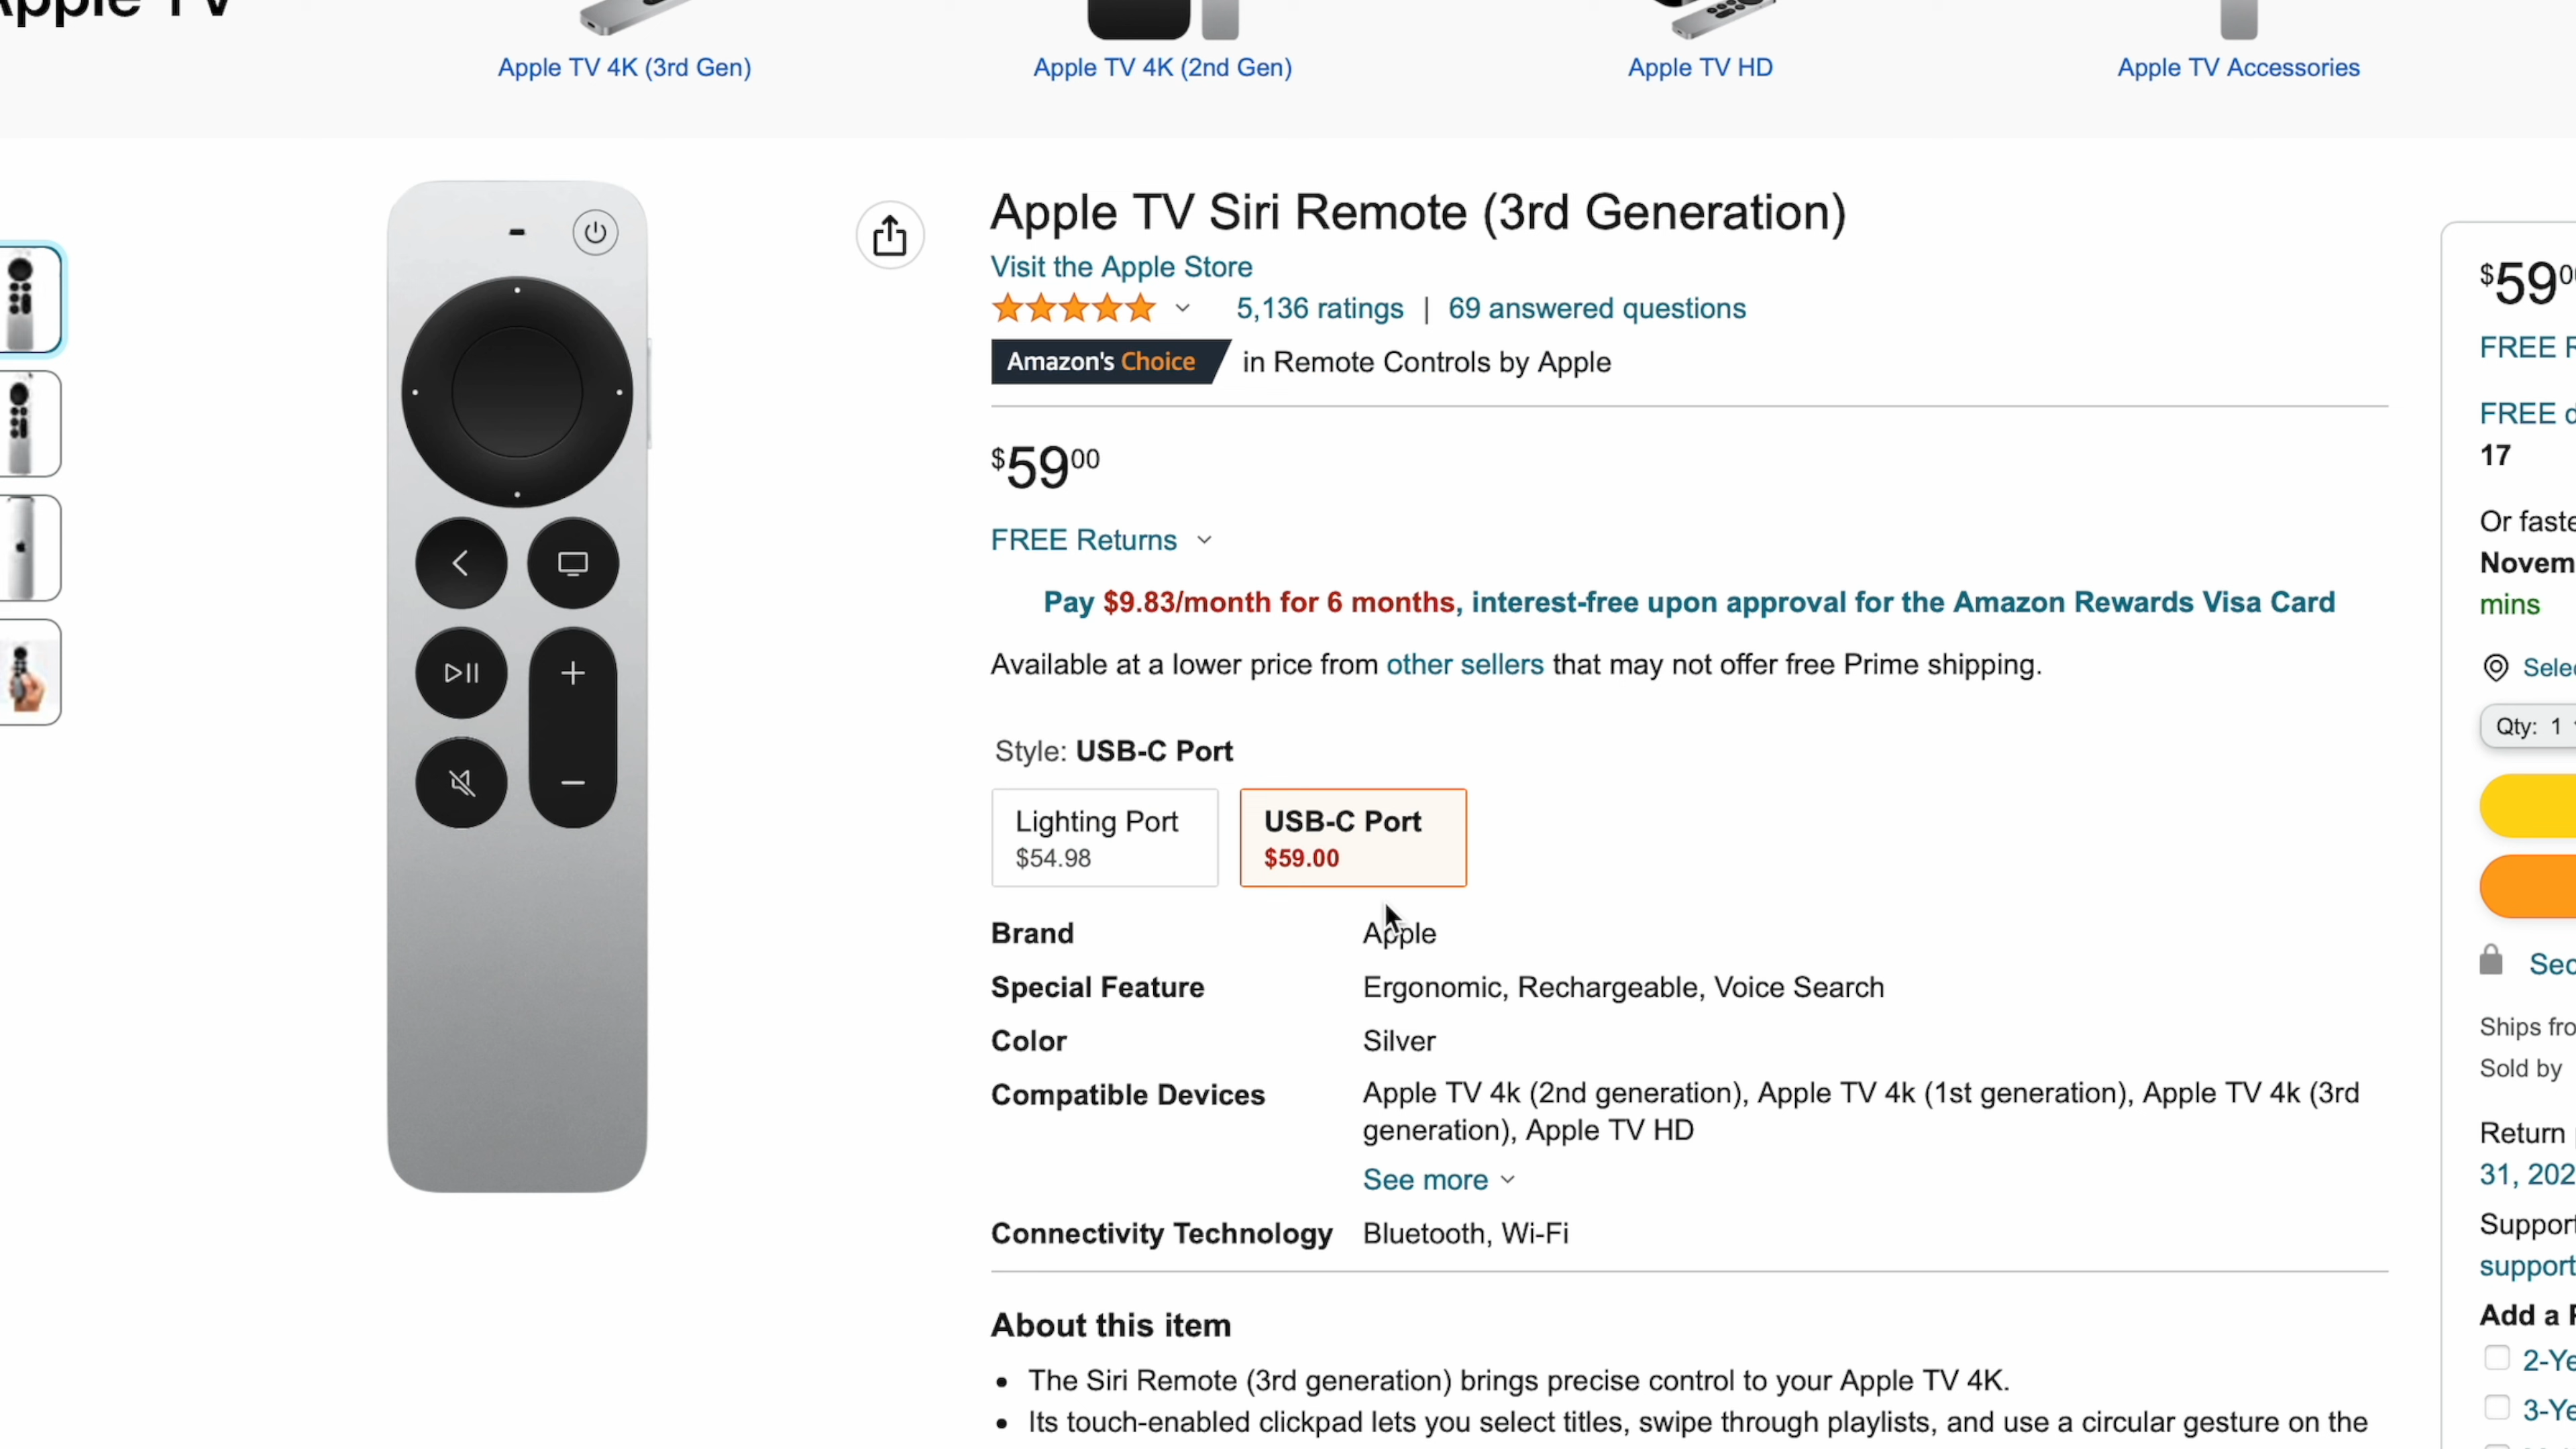 Apple TV
Apple TV 4K (3rd Gen)
Apple TV 4K (2nd Gen)
Apple TV HD
Apple TV Accessories
Apple TV Siri Remote (3rd Generation)
Visit the Apple Store
5,136 ratings | 69 answered questions
Amazon's Choice in Remote Controls by Apple
$59.00
FREE Returns
Pay $9.83/month for 6 months, interest-free upon approval for the Amazon Rewards Visa Card
Available at a lower price from other sellers that may not offer free Prime shipping.
Style: USB-C Port
Lighting Port
$54.98
USB-C Port
$59.00
Brand Apple
Special Feature Ergonomic, Rechargeable, Voice Search
Color Silver
Compatible Devices Apple TV 4k (2nd generation), Apple TV 4k (1st generation), Apple TV 4k (3rd
generation), Apple TV HD
See more
Connectivity Technology Bluetooth, Wi-Fi
About this item
• The Siri Remote (3rd generation) brings precise control to your Apple TV 4K.
• Its touch-enabled clickpad lets you select titles, swipe through playlists, and use a circular gesture on the
$59
FREE
FREE
17
Or
mins
Qty: 1
Ships
Sold by
Return
31,
Add a